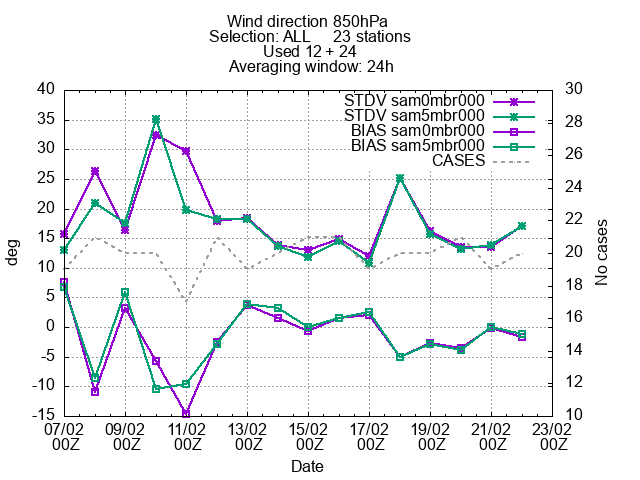 Wind direction 850hPa
Selection: ALL     23 stations
Used 12 + 24
Averaging window: 24h
40 30
35 28
30 26
25 24
20 22
15 20
10 18
5 16
0 14
-5 12
-10 10
-15
STDV sam0mbr000
STDV sam5mbr000
BIAS sam0mbr000
BIAS sam5mbr000
CASES
deg
No cases
07/02 09/02 11/02 13/02 15/02 17/02 19/02 21/02 23/02
00Z 00Z 00Z 00Z 00Z 00Z 00Z 00Z 00Z
Date